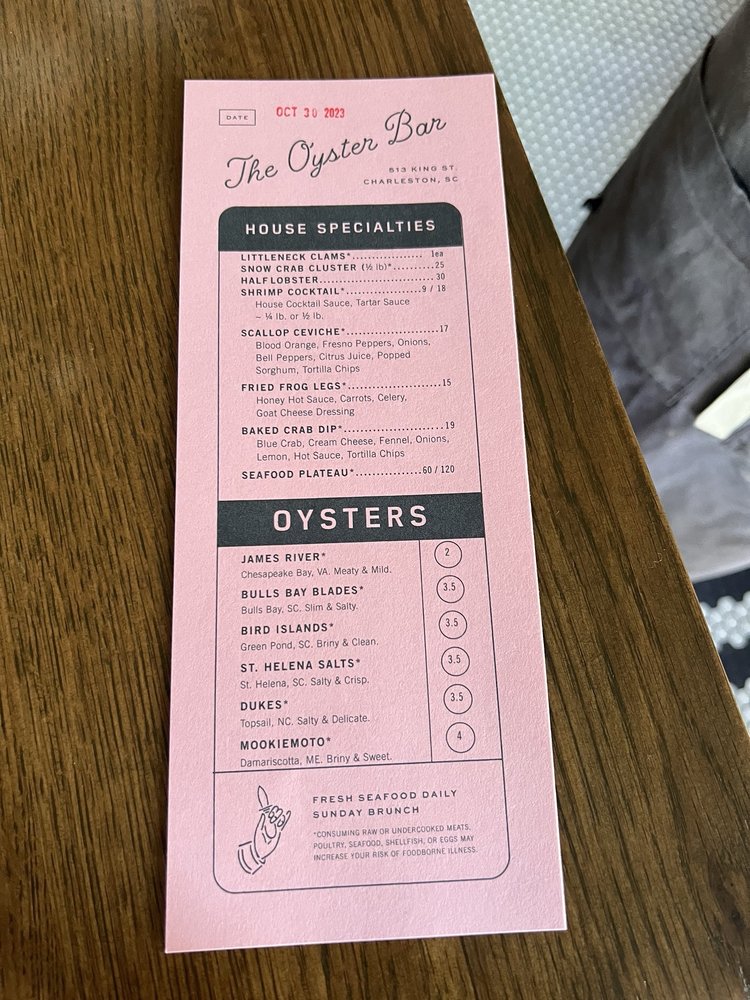 DATE OCT 30 2023
The Oyster Bar
513 KING ST.
CHARLESTON, SC
HOUSE SPECIALTIES
LITTLENECK CLAMS*.................. 1ea
SNOW CRAB CLUSTER (½ lb)*..........25
HALF LOBSTER.............................30
SHRIMP COCKTAIL*...................9 / 18
House Cocktail Sauce, Tartar Sauce
~ ¼ lb. or ½ lb.
SCALLOP CEVICHE*.......................17
Blood Orange, Fresno Peppers, Onions,
Bell Peppers, Citrus Juice, Popped
Sorghum, Tortilla Chips
FRIED FROG LEGS*.......................15
Honey Hot Sauce, Carrots, Celery,
Goat Cheese Dressing
BAKED CRAB DIP*........................19
Blue Crab, Cream Cheese, Fennel, Onions,
Lemon, Hot Sauce, Tortilla Chips
SEAFOOD PLATEAU*................60 / 120
OYSTERS
JAMES RIVER* 2
Chesapeake Bay, VA. Meaty & Mild.
BULLS BAY BLADES* 3.5
Bulls Bay, SC. Slim & Salty.
BIRD ISLANDS* 3.5
Green Pond, SC. Briny & Clean.
ST. HELENA SALTS* 3.5
St. Helena, SC. Salty & Crisp.
DUKES* 3.5
Topsail, NC. Salty & Delicate.
MOOKIEMOTO* 4
Damariscotta, ME. Briny & Sweet.
FRESH SEAFOOD DAILY
SUNDAY BRUNCH
*CONSUMING RAW OR UNDERCOOKED MEATS,
POULTRY, SEAFOOD, SHELLFISH, OR EGGS MAY
INCREASE YOUR RISK OF FOODBORNE ILLNESS.